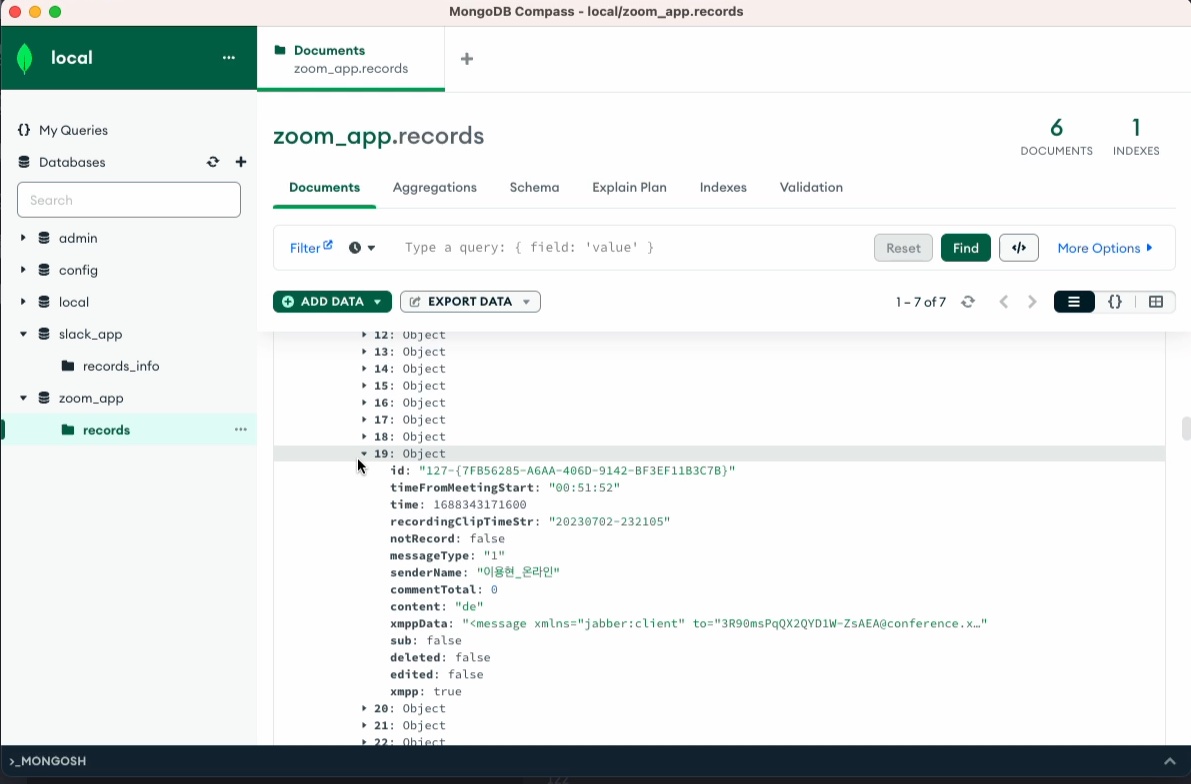 MongoDB Compass - local/zoom_app.records
local
...
Documents
zoom_app.records
+
{} My Queries
Databases
Search
admin
config
local
slack_app
records_info
zoom_app
records
...
zoom_app.records
6
DOCUMENTS
1
INDEXES
Documents
Aggregations
Schema
Explain Plan
Indexes
Validation
Filter
Type a query: { field: 'value' }
Reset
Find
</>
More Options
ADD DATA
EXPORT DATA
1 – 7 of 7
{}
12: Object
13: Object
14: Object
15: Object
16: Object
17: Object
18: Object
19: Object
id: "127-{7FB56285-A6AA-406D-9142-BF3EF11B3C7B}"
timeFromMeetingStart: "00:51:52"
time: 1688343171600
recordingClipTimeStr: "20230702-232105"
notRecord: false
messageType: "1"
senderName: "이용현_온라인"
commentTotal: 0
content: "de"
xmppData: "<message xmlns="jabber:client" to="3R90msPqQX2QYD1W-ZsAEA@conference.x…"
sub: false
deleted: false
edited: false
xmpp: true
20: Object
21: Object
22: Object
>_MONGOSH